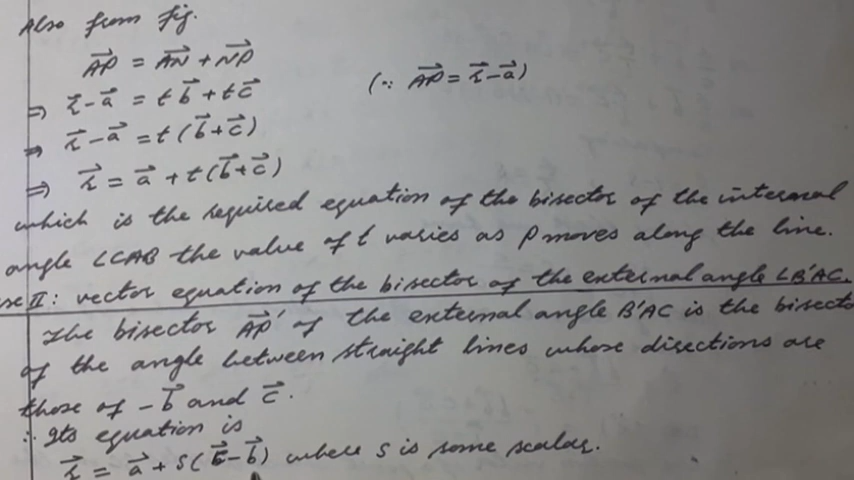 Also from fig.
→AP = →AN + →NP
⇒ →r - →a = t→b + t→c (∵ →AP = →r - →a)
⇒ →r - →a = t(→b + →c)
⇒ →r = →a + t(→b + →c)
which is the required equation of the bisector of the internal
angle ∠CAB the value of t varies as P moves along the line.
se II: vector equation of the bisector of the external angle ∠B'AC.
The bisector →AP' of the external angle B'AC is the bisecto
of the angle between straight lines whose directions are
those of -→b and →c.
∴ Its equation is
→r = →a + s(→c - →b) where s is some scalar.